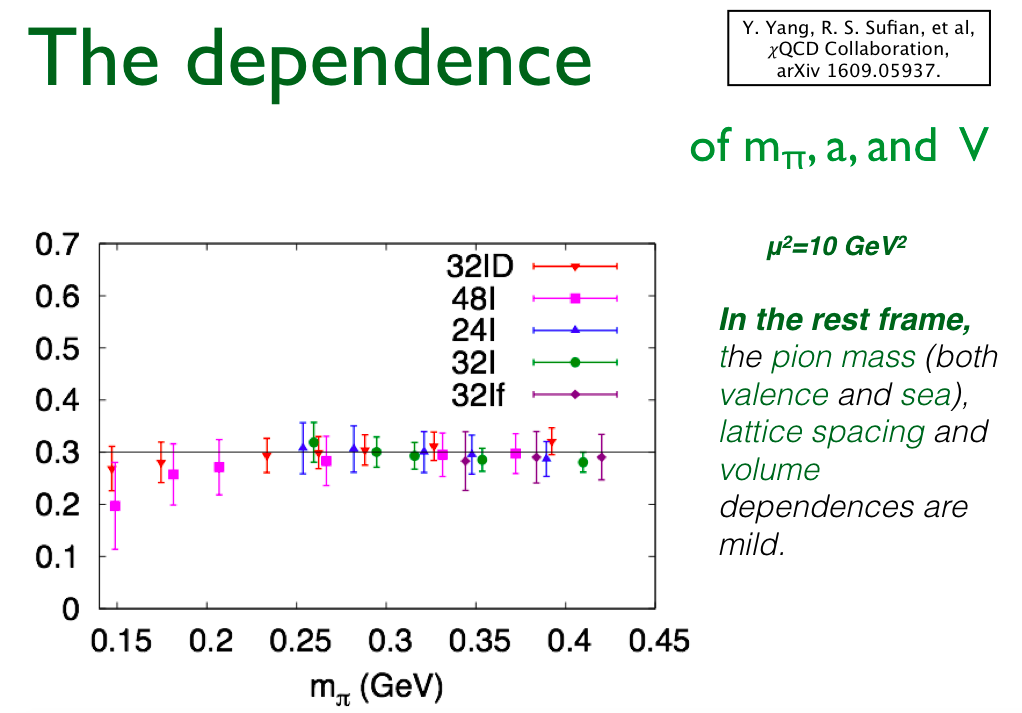 The dependence
Y. Yang, R. S. Sufian, et al,
χQCD Collaboration,
arXiv 1609.05937.
of mπ, a, and V
μ²=10 GeV²
0.7
0.6
0.5
0.4
0.3
0.2
0.1
0
32ID
48I
24I
32I
32If
0.15 0.2 0.25 0.3 0.35 0.4 0.45
mπ (GeV)
In the rest frame,
the pion mass (both
valence and sea),
lattice spacing and
volume
dependences are
mild.